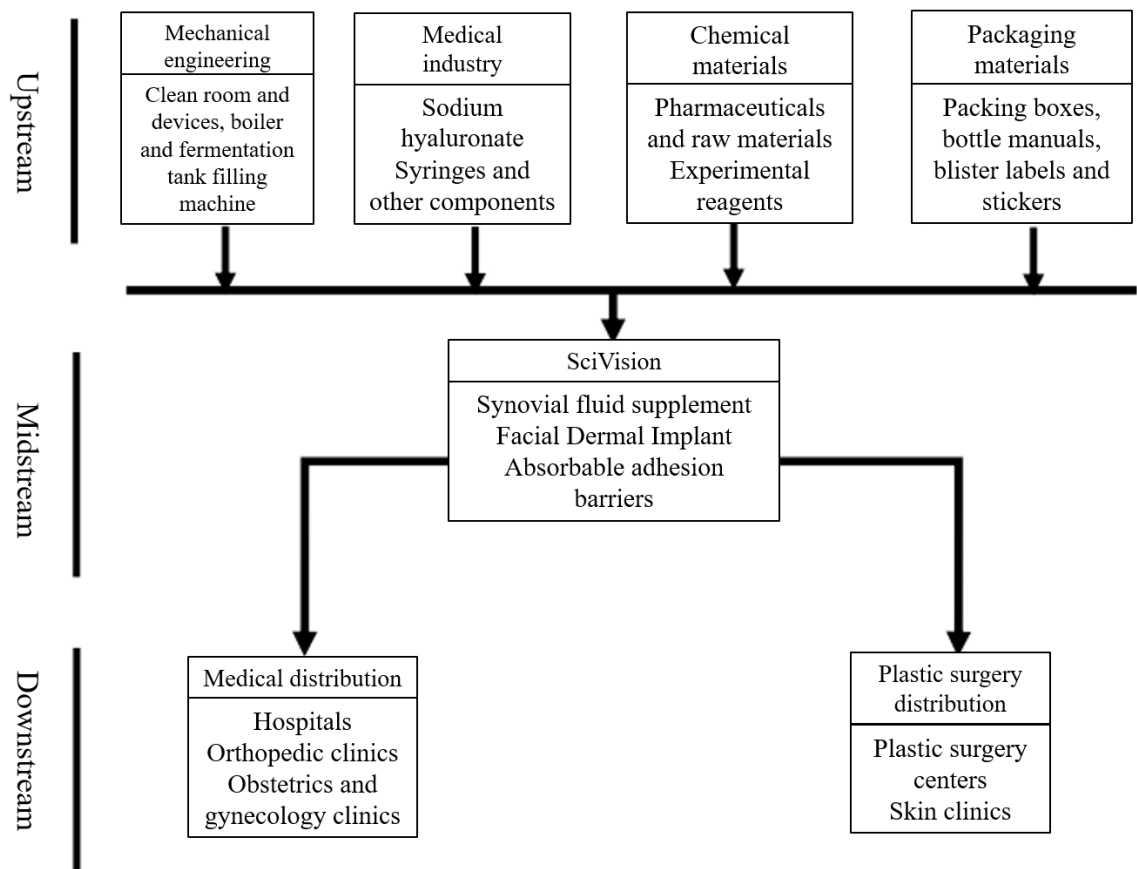 Upstream
Mechanical
engineering
Clean room and
devices, boiler
and fermentation
tank filling
machine
Medical
industry
Sodium
hyaluronate
Syringes and
other components
Chemical
materials
Pharmaceuticals
and raw materials
Experimental
reagents
Packaging
materials
Packing boxes,
bottle manuals,
blister labels and
stickers
Midstream
SciVision
Synovial fluid supplement
Facial Dermal Implant
Absorbable adhesion
barriers
Downstream
Medical distribution
Hospitals
Orthopedic clinics
Obstetrics and
gynecology clinics
Plastic surgery
distribution
Plastic surgery
centers
Skin clinics